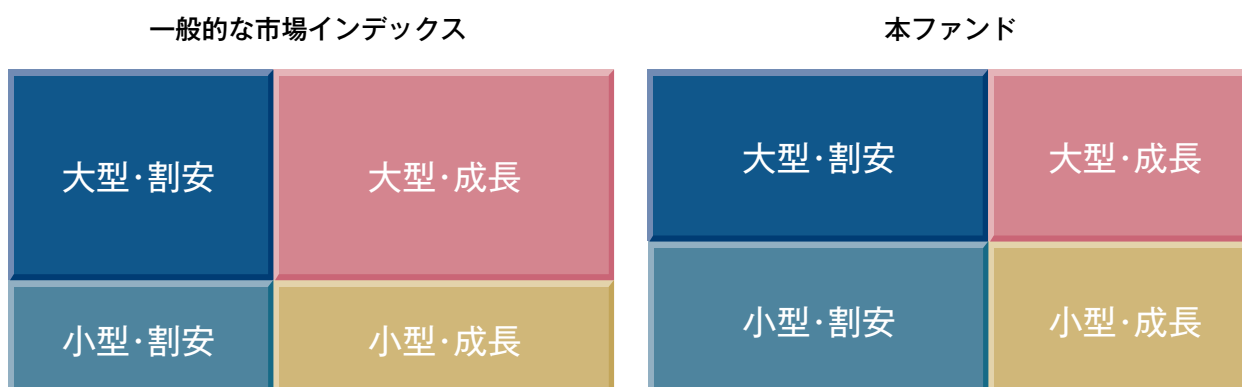 一般的な市場インデックス
本ファンド
大型･割安
大型･成長
小型･割安
小型･成長
大型･割安
大型･成長
小型･割安
小型･成長